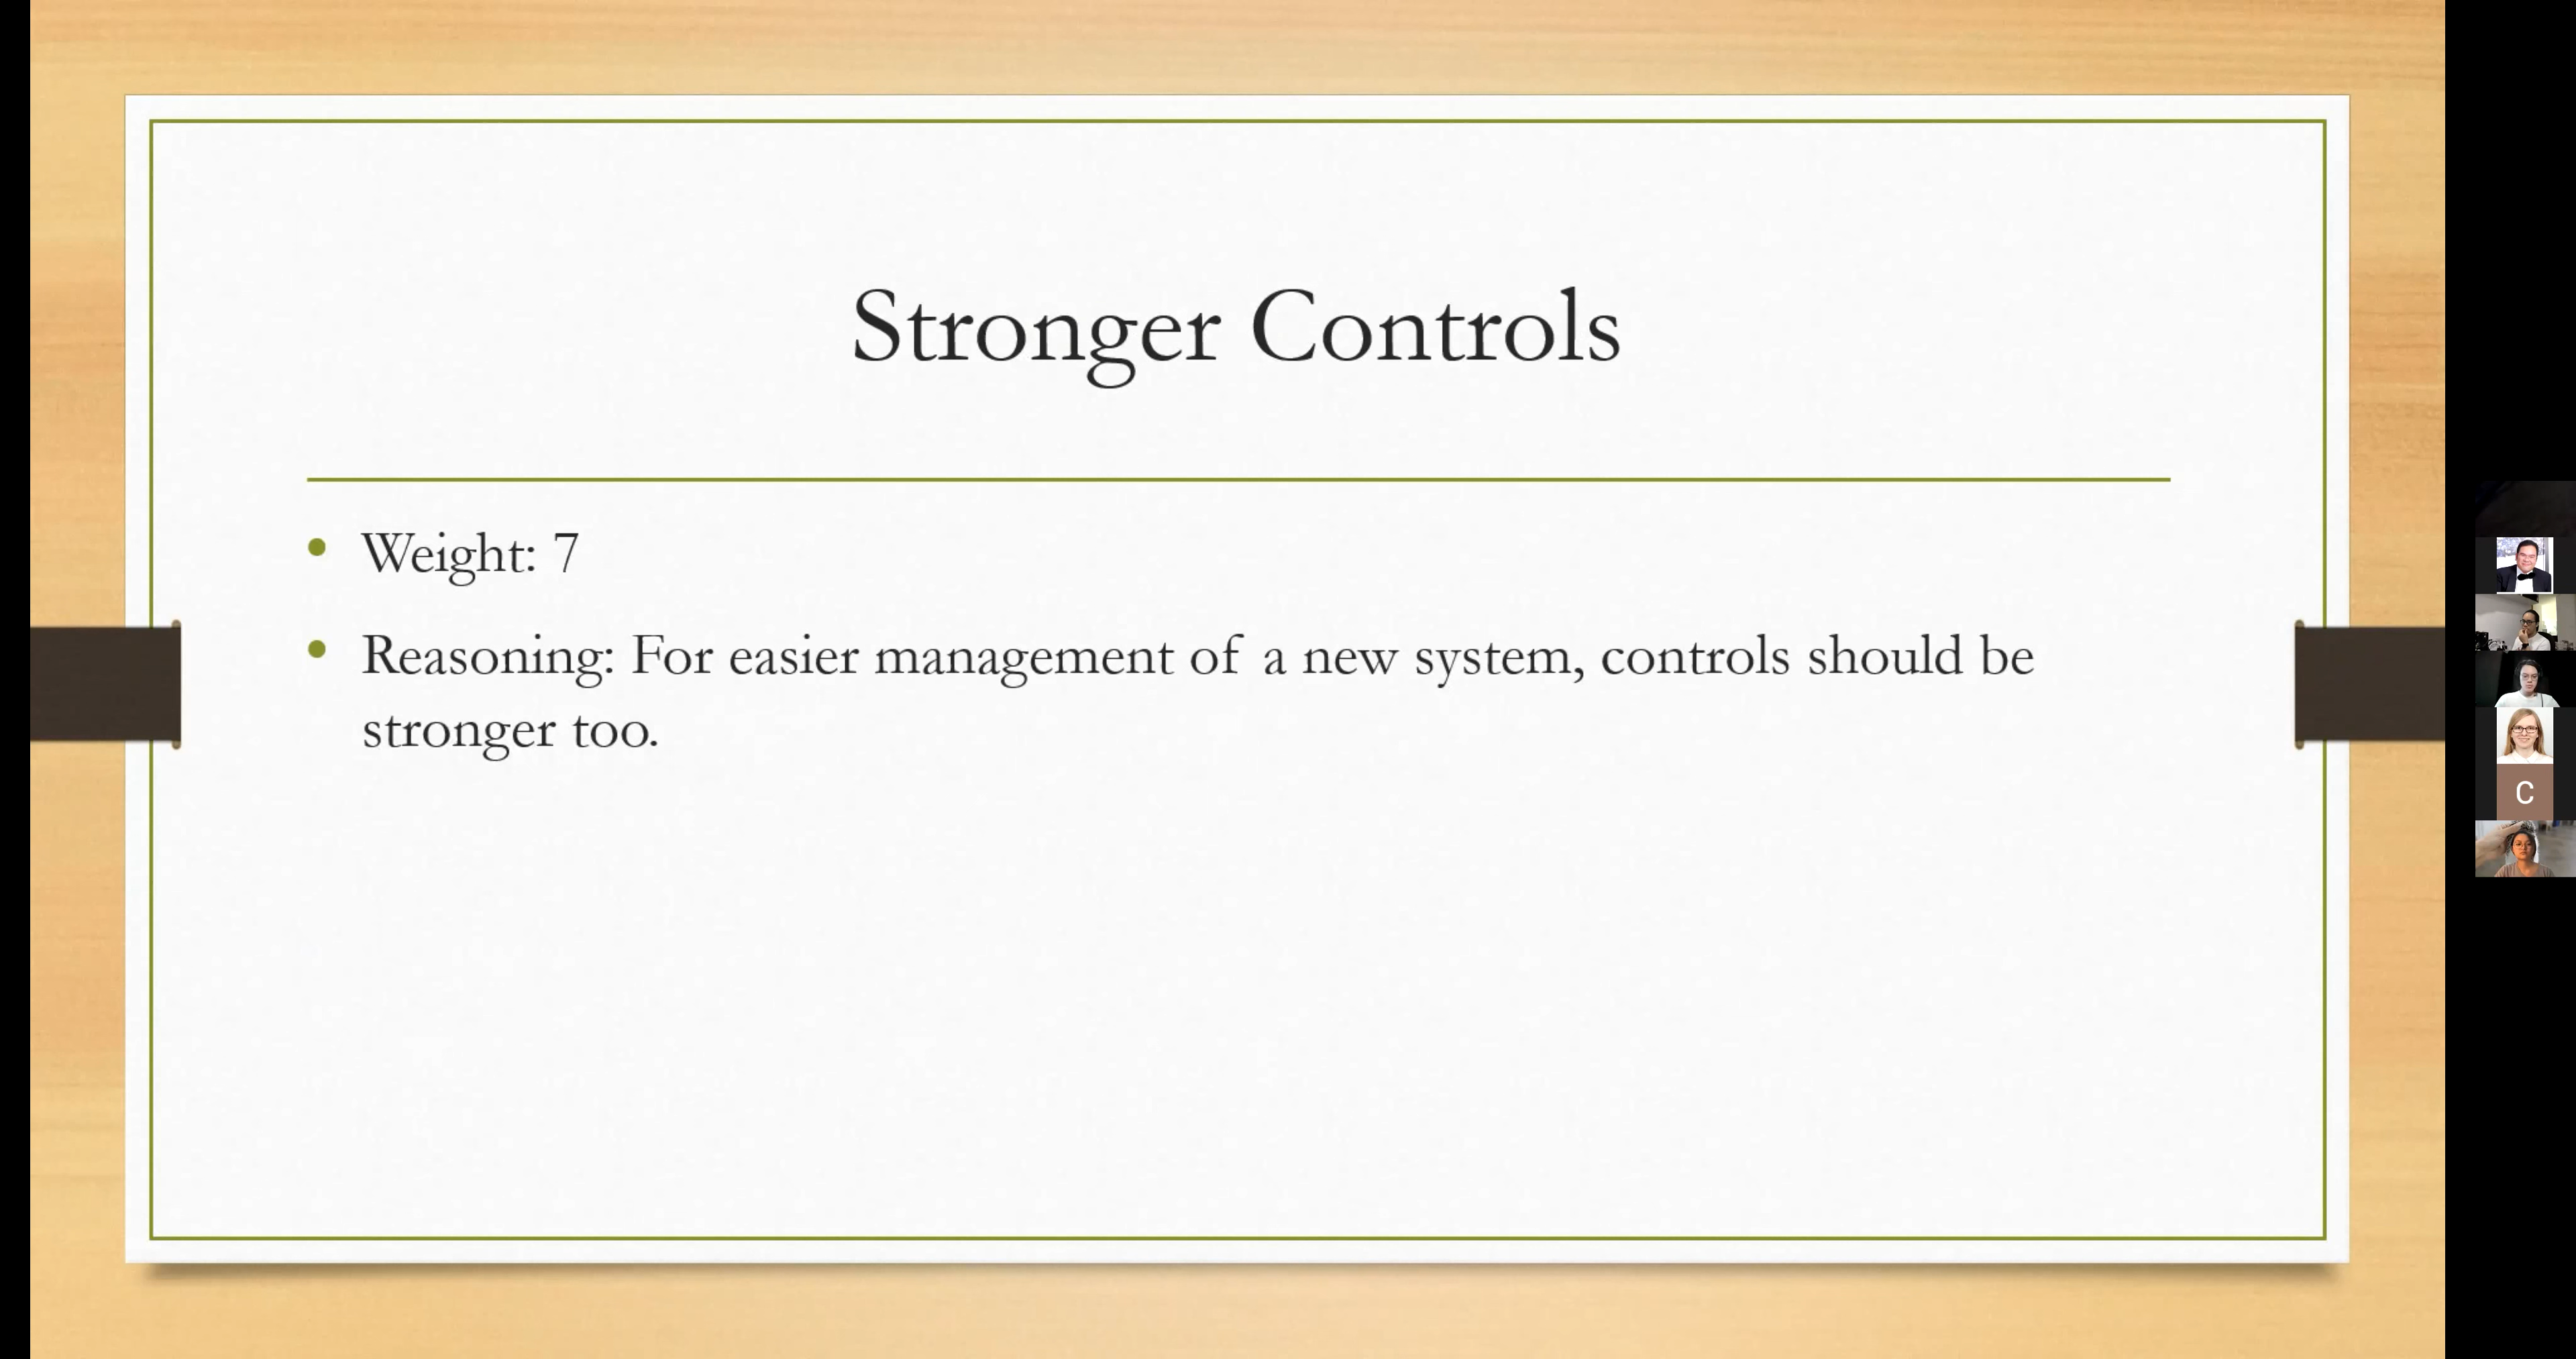 Stronger Controls
• Weight: 7
• Reasoning: For easier management of a new system, controls should be
stronger too.
C